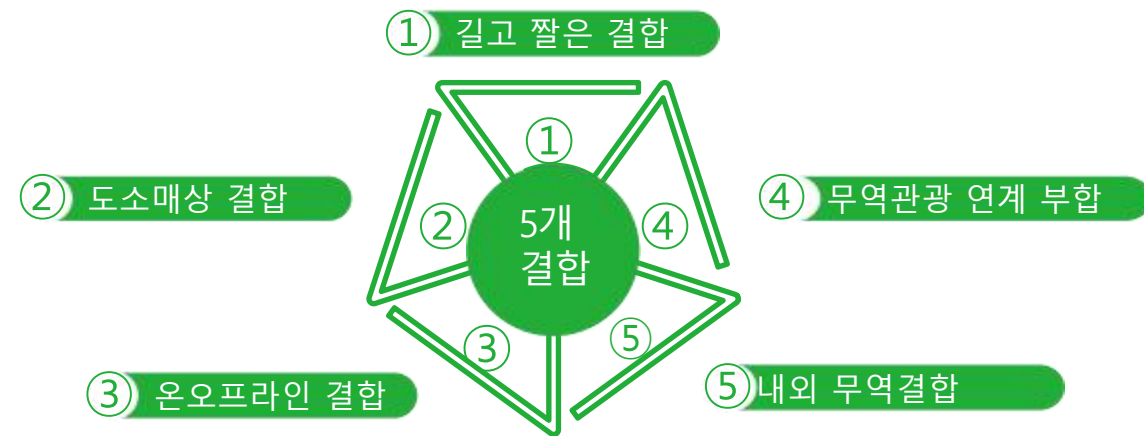 ① 길고 짤은 결합
①
② 도소매상 결합
④ 무역관광 연계 부합
②
5개
결합
④
③
⑤
③ 온오프라인 결합
⑤ 내외 무역결합